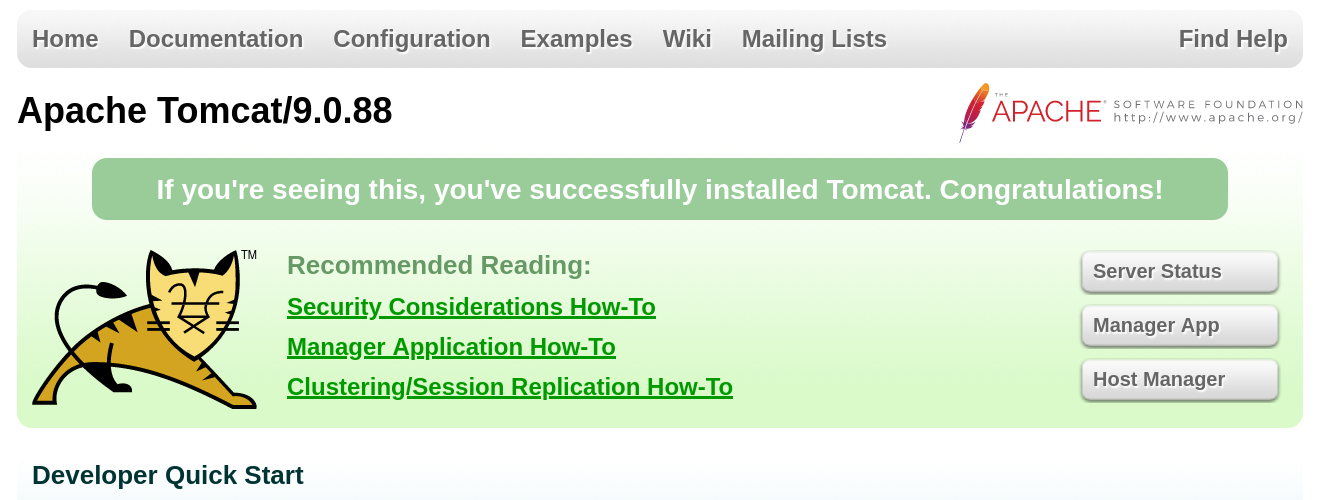 Home Documentation Configuration Examples Wiki Mailing Lists Find Help
Apache Tomcat/9.0.88
THE APACHE® SOFTWARE FOUNDATION
http://www.apache.org/
If you're seeing this, you've successfully installed Tomcat. Congratulations!
TM
Recommended Reading:
Security Considerations How-To
Manager Application How-To
Clustering/Session Replication How-To
Server Status
Manager App
Host Manager
Developer Quick Start